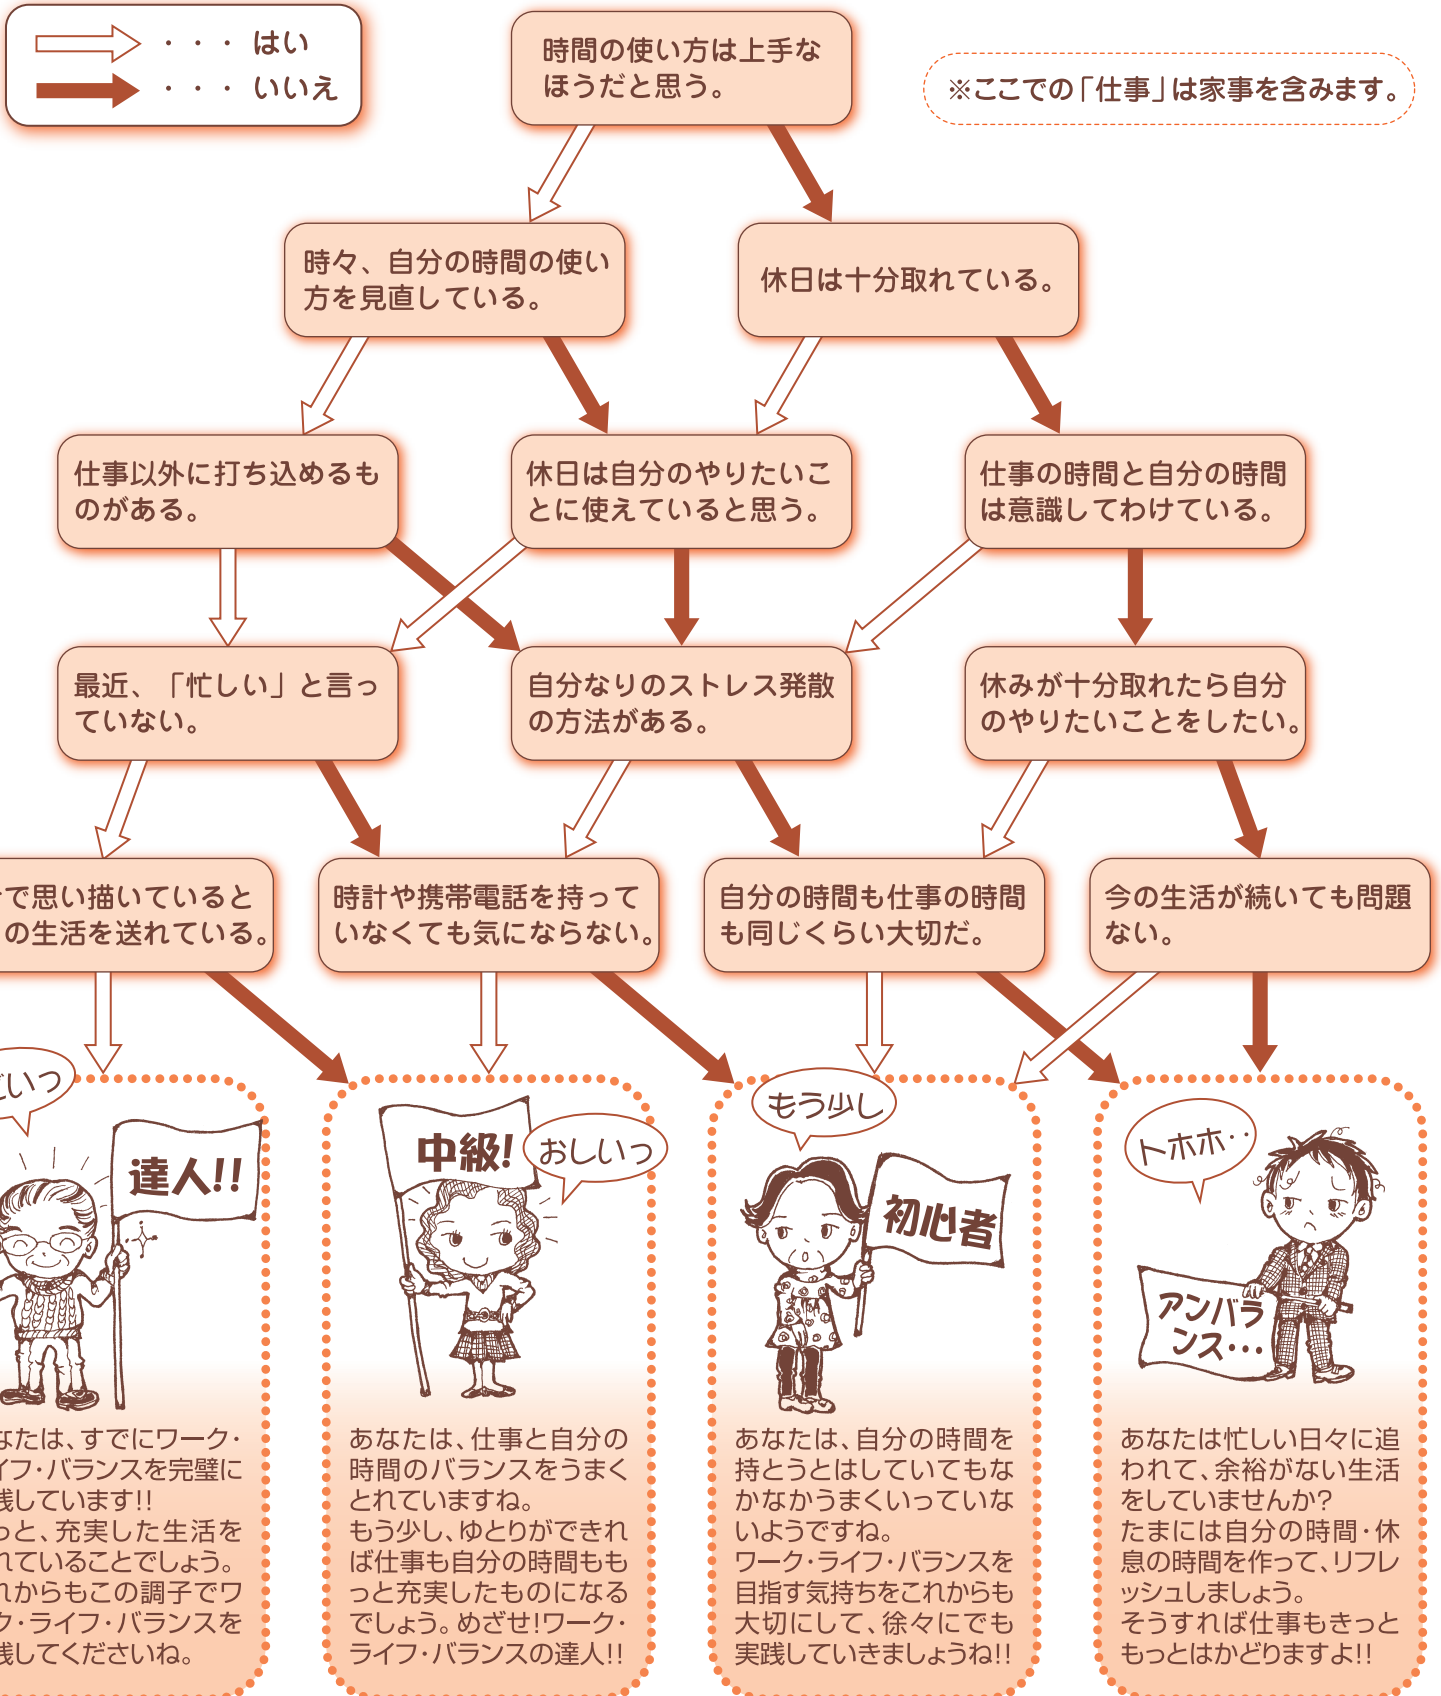 ・・・ はい
・・・ いいえ
時間の使い方は上手な
ほうだと思う。
※ここでの「仕事」は家事を含みます。
時々、自分の時間の使い
方を見直している。
休日は十分取れている。
仕事以外に打ち込めるも
のがある。
休日は自分のやりたいこ
とに使えていると思う。
仕事の時間と自分の時間
は意識してわけている。
最近、「忙しい」と言っ
ていない。
自分なりのストレス発散
の方法がある。
休みが十分取れたら自分
のやりたいことをしたい。
で思い描いていると
の生活を送れている。
時計や携帯電話を持って
いなくても気にならない。
自分の時間も仕事の時間
も同じくらい大切だ。
今の生活が続いても問題
ない。
いっ
達人!!
なたは、すでにワーク・
イフ・バランスを完璧に
践しています!!
っと、充実した生活を
れていることでしょう。
れからもこの調子でワ
ク・ライフ・バランスを
践してくださいね。
中級!
おしいっ
あなたは、仕事と自分の
時間のバランスをうまく
とれていますね。
もう少し、ゆとりができれ
ば仕事も自分の時間ももも
っと充実したものになる
でしょう。めざせ!ワーク・
ライフ・バランスの達人!!
もう少し
初心者
あなたは、自分の時間を
持とうとはしていてもな
かなかうまくいっていな
いようですね。
ワーク・ライフ・バランスを
目指す気持ちをこれからも
大切にして、徐々にでも
実践していきましょうね!!
トホホ‥
アンバラ
ンス・・・
あなたは忙しい日々に追
われて、余裕がない生活
をしていませんか?
たまには自分の時間・休
息の時間を作って、リフレ
ッシュしましょう。
そうすれば仕事もきっと
もっとはかどりますよ!!